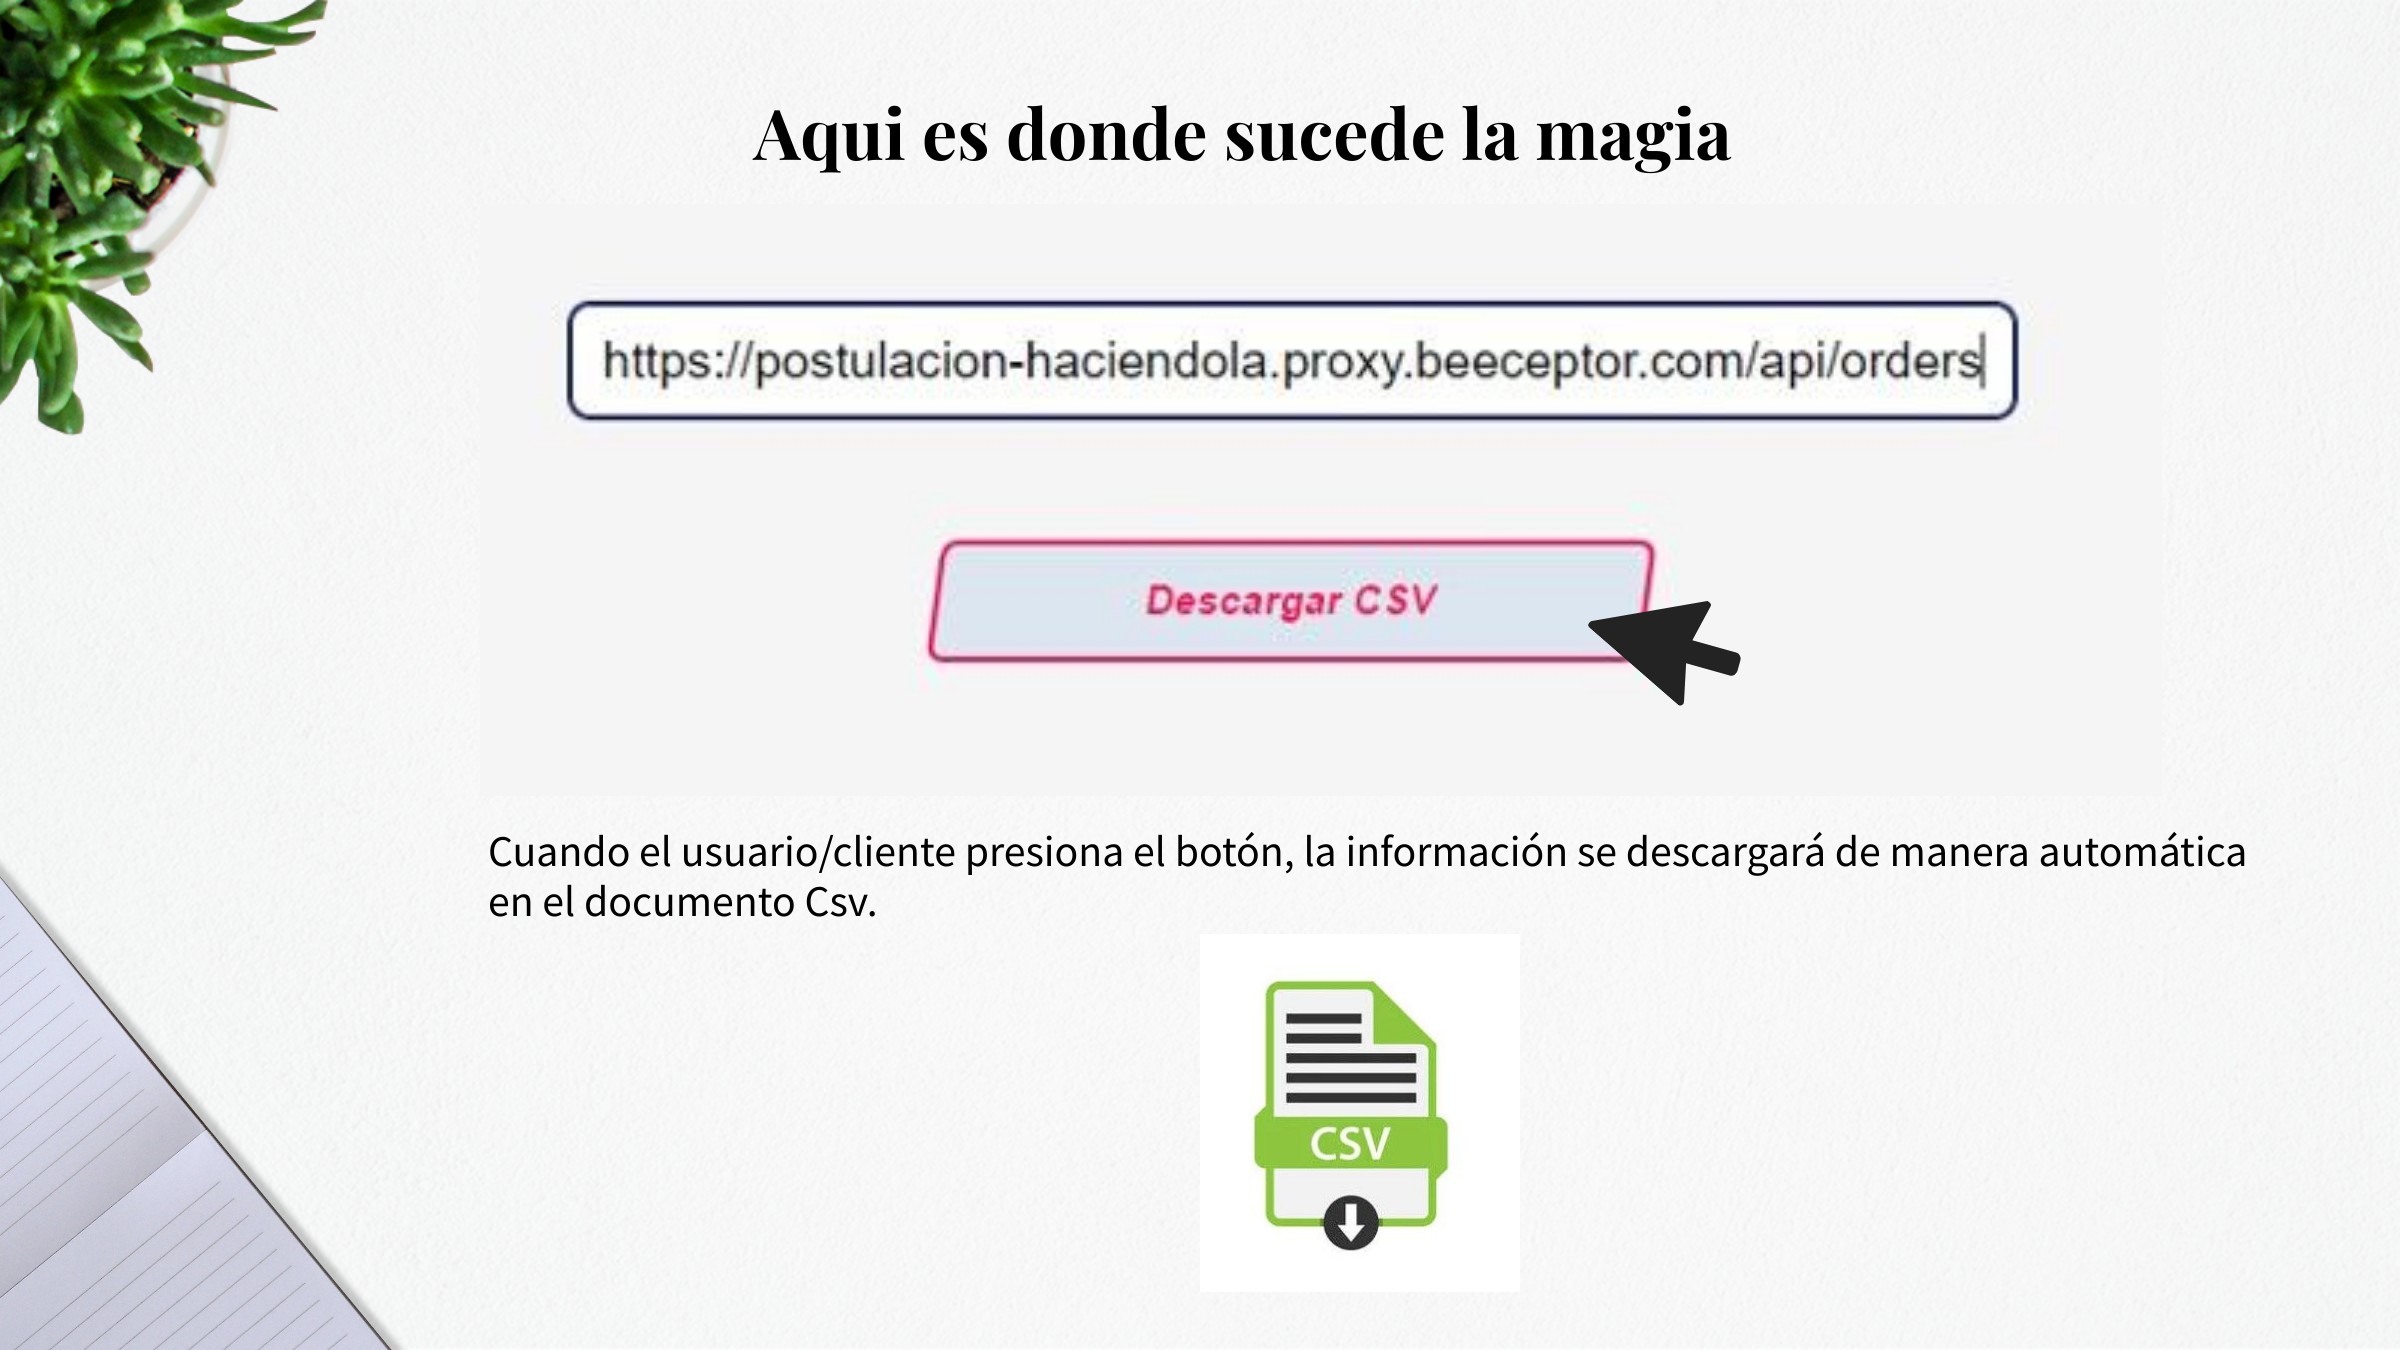 Aqui es donde sucede la magia
https://postulacion-haciendola.proxy.beeceptor.com/api/orders
Descargar CSV
Cuando el usuario/cliente presiona el botón, la información se descargará de manera automática
en el documento Csv.
CSV